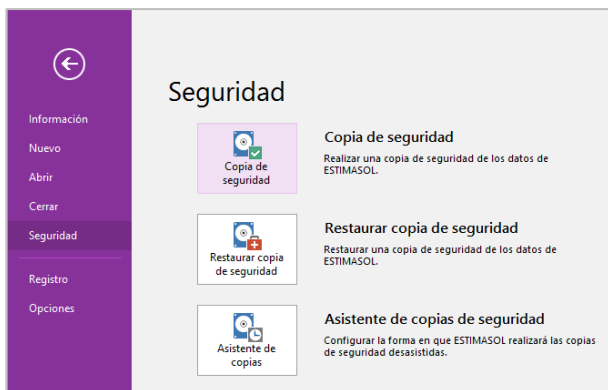 Seguridad
Información
Nuevo
Abrir
Cerrar
Seguridad
Registro
Opciones
Copia de
seguridad
Copia de seguridad
Realizar una copia de seguridad de los datos de
ESTIMASOL.
Restaurar copia
de seguridad
Restaurar copia de seguridad
Restaurar una copia de seguridad de los datos de
ESTIMASOL.
Asistente de
copias
Asistente de copias de seguridad
Configurar la forma en que ESTIMASOL realizará las copias
de seguridad desasistidas.